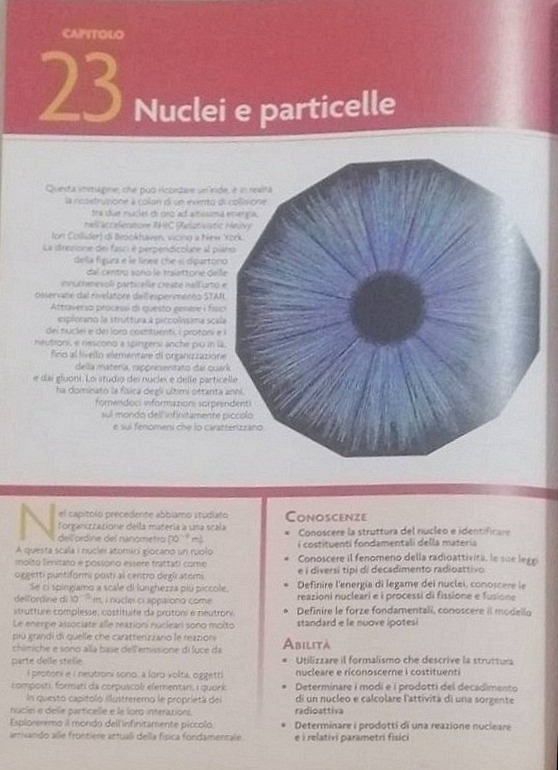 CAPITOLO
23 Nuclei e particelle
Questa immagine, che può ricordare un'iride, è in realtà
la ricostruzione a colori di un evento di collisione
tra due nuclei di oro ad altissima energia,
nell'acceleratore RHIC (Relativistic Heavy
Ion Collider) di Brookhaven, vicino a New York.
La direzione dei fasci è perpendicolare al piano
della figura e le linee che si dipartono
dal centro sono le traiettorie delle
innumerevoli particelle create nell'urto e
osservate dal rivelatore dell'esperimento STAR.
Attraverso processi di questo genere i fisici
esplorano la struttura a piccolissima scala
dei nuclei e dei loro costituenti, i protoni e i
neutroni, e riescono a spingersi anche più in là,
fino al livello elementare di organizzazione
della materia, rappresentato dai quark
e dai gluoni. Lo studio dei nuclei e delle particelle
ha dominato la fisica degli ultimi ottanta anni,
fornendoci informazioni sorprendenti
sul mondo dell'infinitamente piccolo
e sui fenomeni che lo caratterizzano.
Nel capitolo precedente abbiamo studiato
l'organizzazione della materia a una scala
dell'ordine del nanometro (10⁻⁹ m).
A questa scala i nuclei atomici giocano un ruolo
molto limitato e possono essere trattati come
oggetti puntiformi posti al centro degli atomi.
Se ci spingiamo a scale di lunghezza più piccole,
dell'ordine di 10⁻¹⁵ m, i nuclei ci appaiono come
strutture complesse, costituite da protoni e neutroni.
Le energie associate alle reazioni nucleari sono molto
più grandi di quelle che caratterizzano le reazioni
chimiche e sono alla base dell'emissione di luce da
parte delle stelle.
I protoni e i neutroni sono, a loro volta, oggetti
composti, formati da corpuscoli elementari, i quark.
In questo capitolo illustreremo le proprietà dei
nuclei e delle particelle e le loro interazioni.
Esploreremo il mondo dell'infinitamente piccolo,
arrivando alle frontiere attuali della fisica fondamentale.
CONOSCENZE
• Conoscere la struttura del nucleo e identificare
i costituenti fondamentali della materia
• Conoscere il fenomeno della radioattività, le sue leggi
e i diversi tipi di decadimento radioattivo
• Definire l'energia di legame dei nuclei, conoscere le
reazioni nucleari e i processi di fissione e fusione
• Definire le forze fondamentali, conoscere il modello
standard e le nuove ipotesi
ABILITÀ
• Utilizzare il formalismo che descrive la struttura
nucleare e riconoscerne i costituenti
• Determinare i modi e i prodotti del decadimento
di un nucleo e calcolare l'attività di una sorgente
radioattiva
• Determinare i prodotti di una reazione nucleare
e i relativi parametri fisici